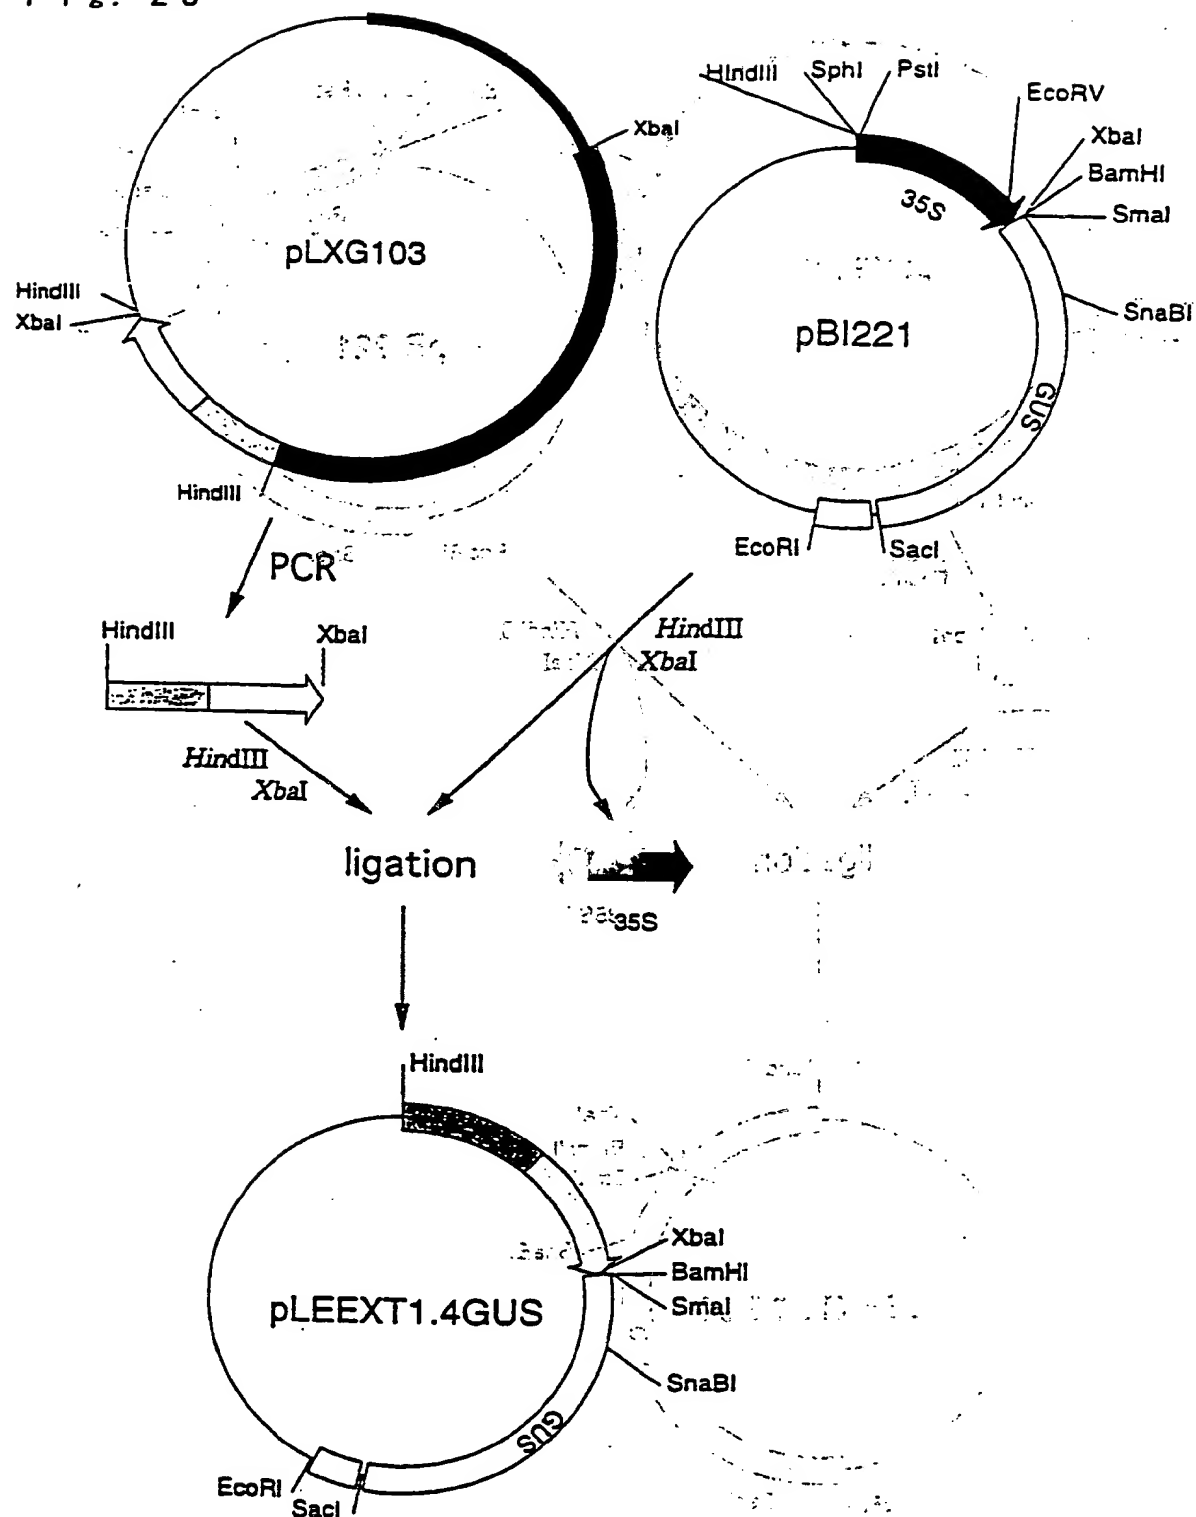 HindIII
SphI
PstI
EcoRV
XbaI
BamHI
SmaI
SnaBI
35S
pBI221
GUS
EcoRI
SacI
XbaI
pLXG103
HindIII
XbaI
HindIII
PCR
HindIII
XbaI
HindIII
XbaI
HindIII
XbaI
ligation
35S
HindIII
XbaI
BamHI
SmaI
pLEEXT1.4GUS
SnaBI
GUS
EcoRI
SacI